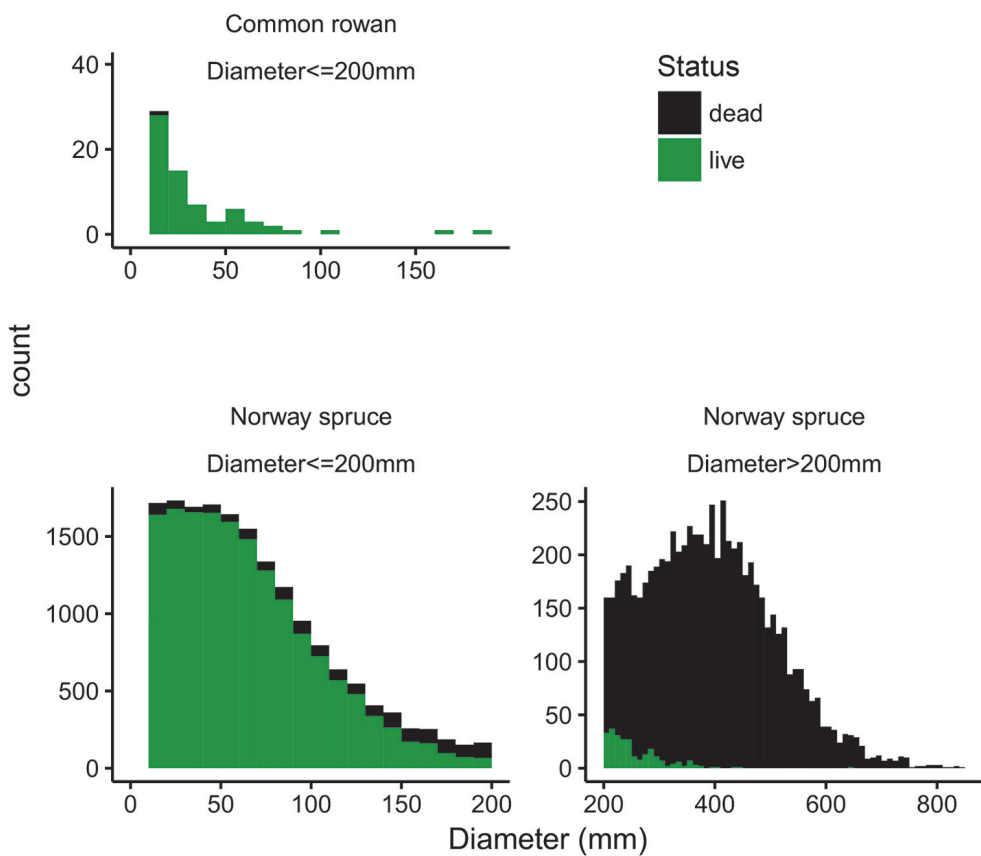 Common rowan
Diameter<=200mm
40
20
0
0 50 100 150
Status
dead
live
count
Norway spruce
Diameter<=200mm
1500
1000
500
0
0 50 100 150 200
Norway spruce
Diameter>200mm
250
200
150
100
50
0
200 400 600 800
Diameter (mm)